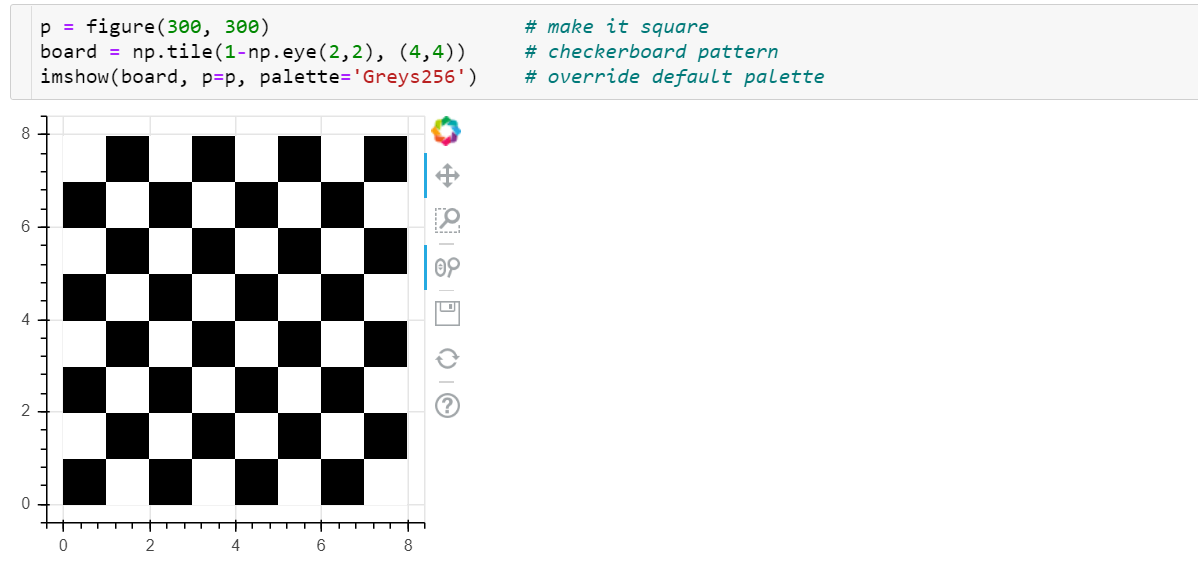 p = figure(300, 300)                      # make it square
board = np.tile(1-np.eye(2,2), (4,4))     # checkerboard pattern
imshow(board, p=p, palette='Greys256')    # override default palette
8
6
4
2
0
0 2 4 6 8
?